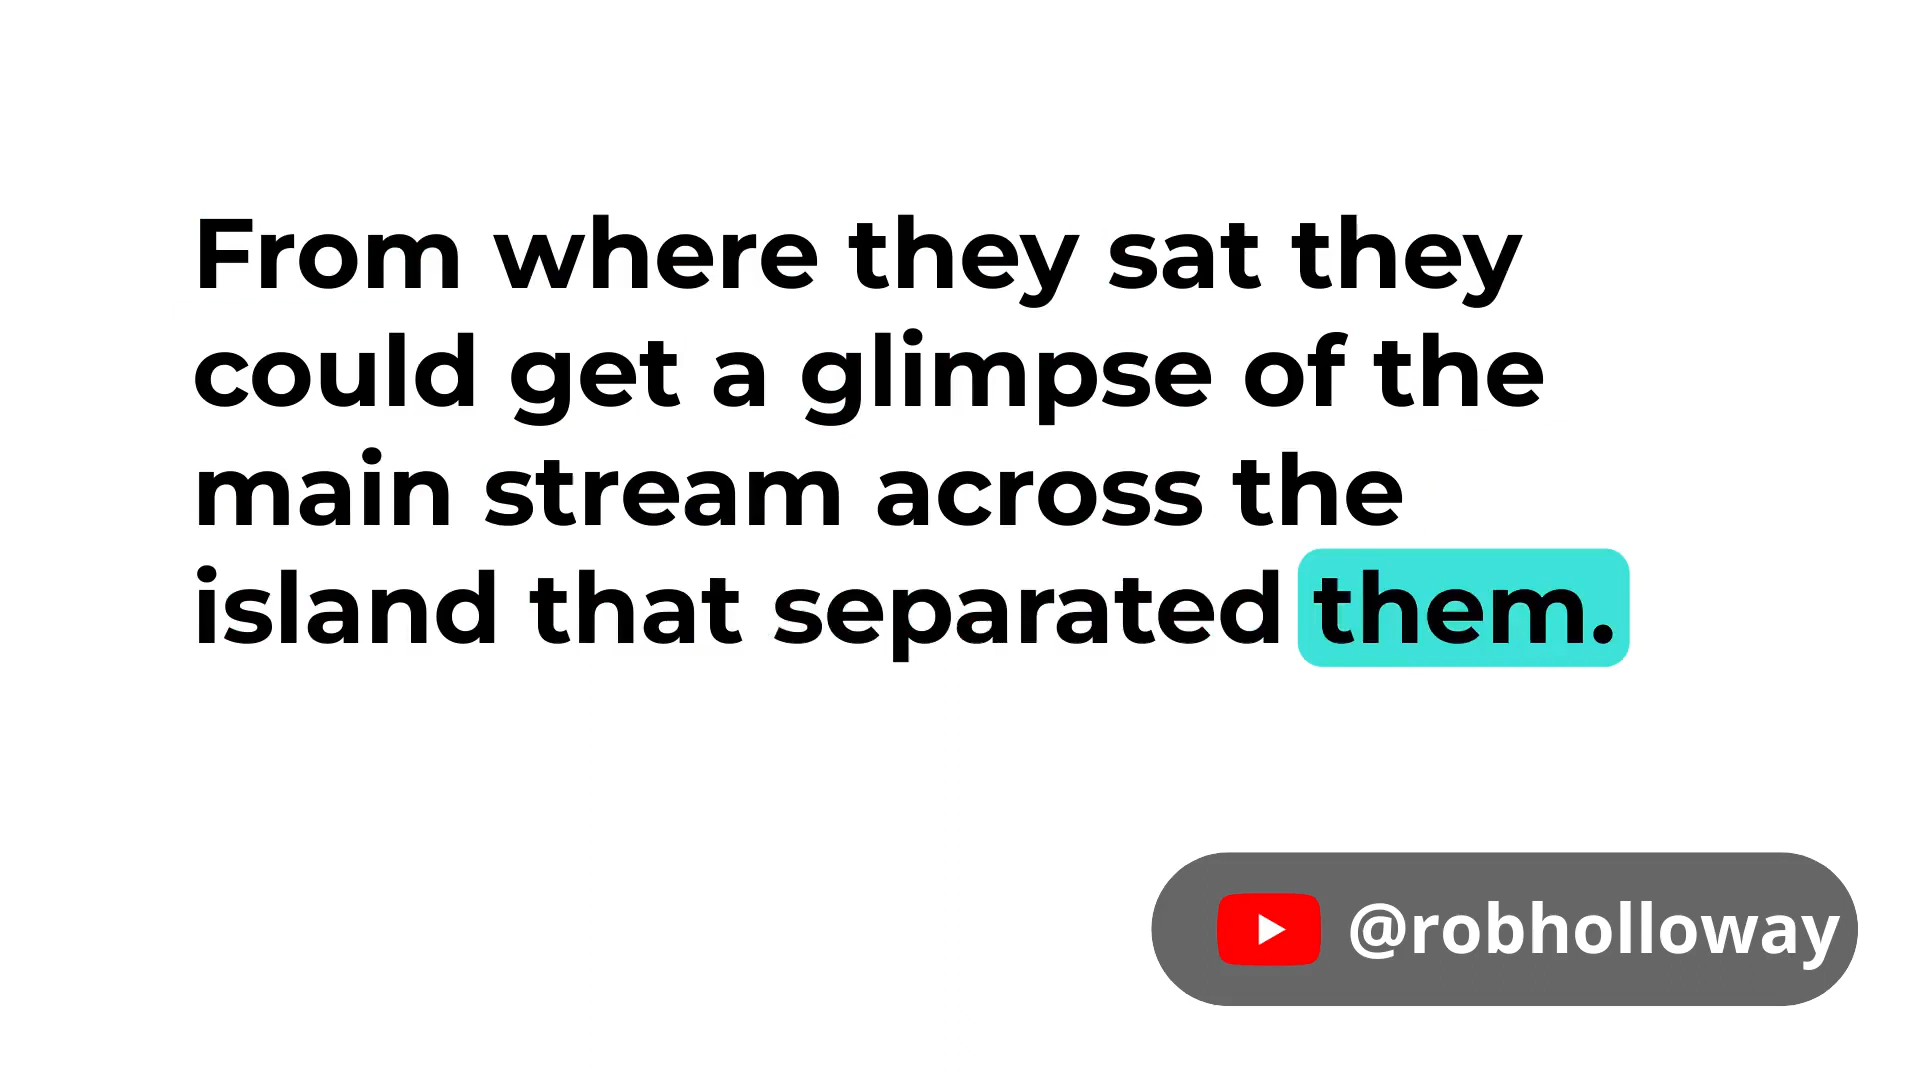 From where they sat they
could get a glimpse of the
main stream across the
island that separated them.
@robholloway